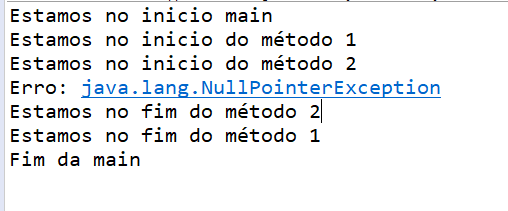 Estamos no inicio main
Estamos no inicio do método 1
Estamos no inicio do método 2
Erro: java.lang.NullPointerException
Estamos no fim do método 2
Estamos no fim do método 1
Fim da main